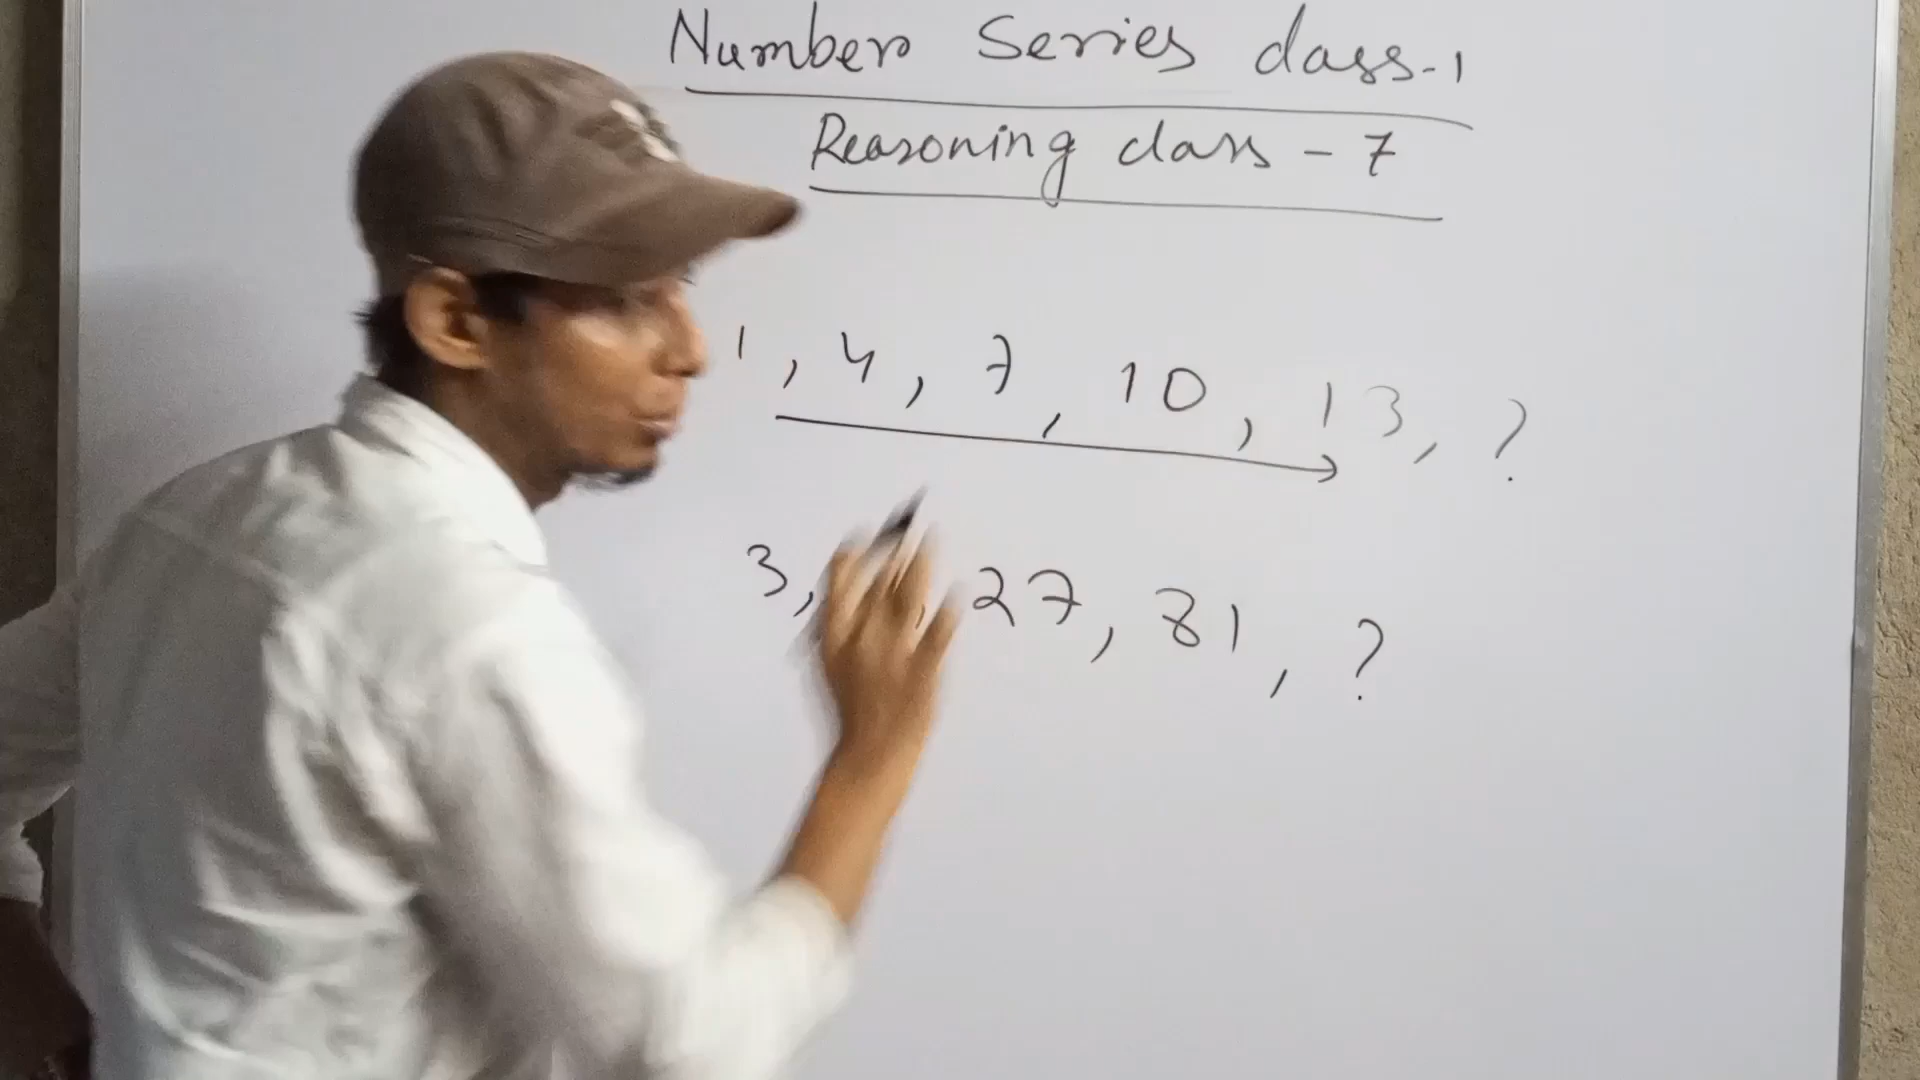 Number Series class-1
Reasoning class - 7
1, 4, 7, 10, 13, ?
3, , 27, 81, ?